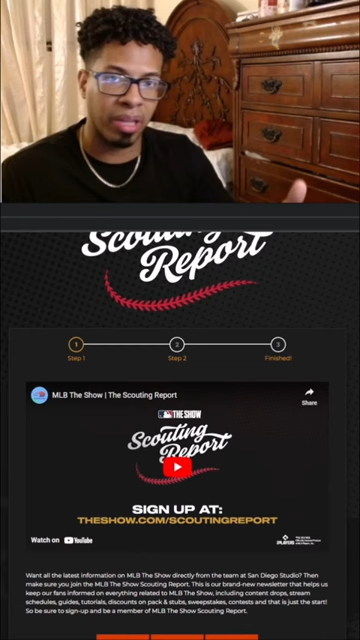 Scouting
Report
1
2
3
Step 1
Step 2
Finished!
MLB The Show | The Scouting Report
Share
THE SHOW
Scouting
Report
SIGN UP AT:
THESHOW.COM/SCOUTINGREPORT
Watch on YouTube
Want all the latest information on MLB The Show directly from the team at San Diego Studio? Then
make sure you join the MLB The Show Scouting Report. This is our brand-new newsletter that helps us
keep our fans informed on everything related to MLB The Show, including content drops, stream
schedules, guides, tutorials, discounts on pack & stubs, sweepstakes, contests and that is just the start!
So be sure to sign-up and be a member of MLB The Show Scouting Report.